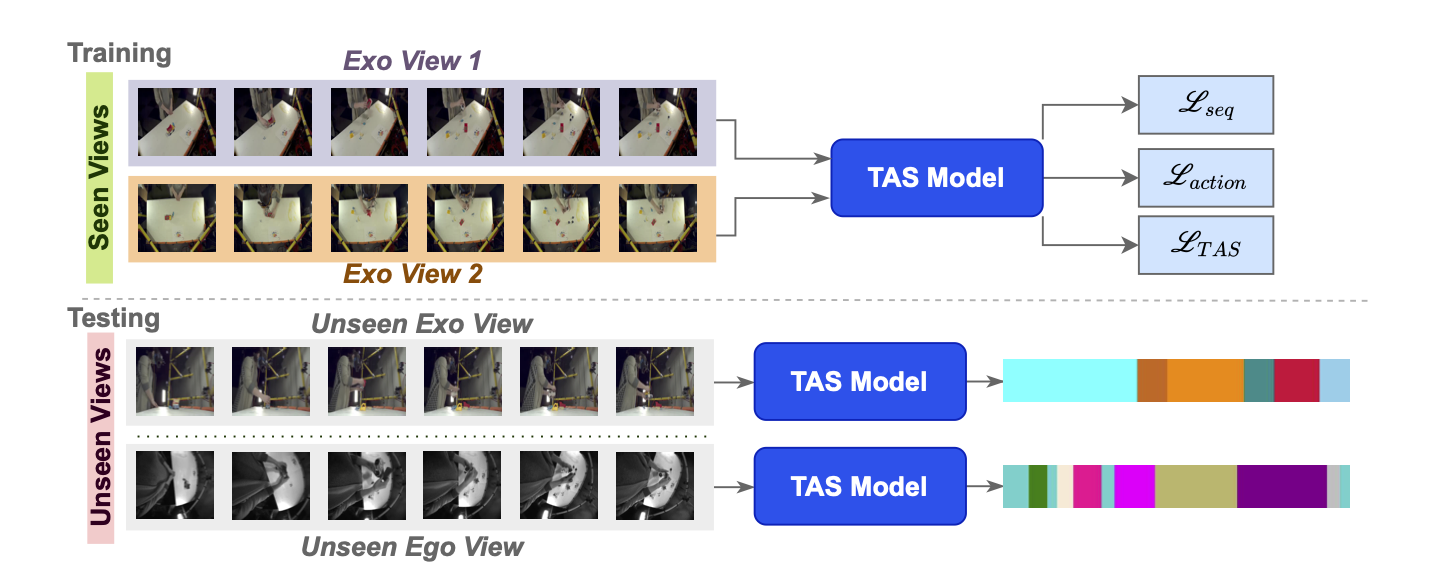 Training
Exo View 1
Seen Views
Exo View 2
TAS Model
ℒseq
ℒaction
ℒTAS
Testing
Unseen Exo View
Unseen Views
TAS Model
TAS Model
Unseen Ego View